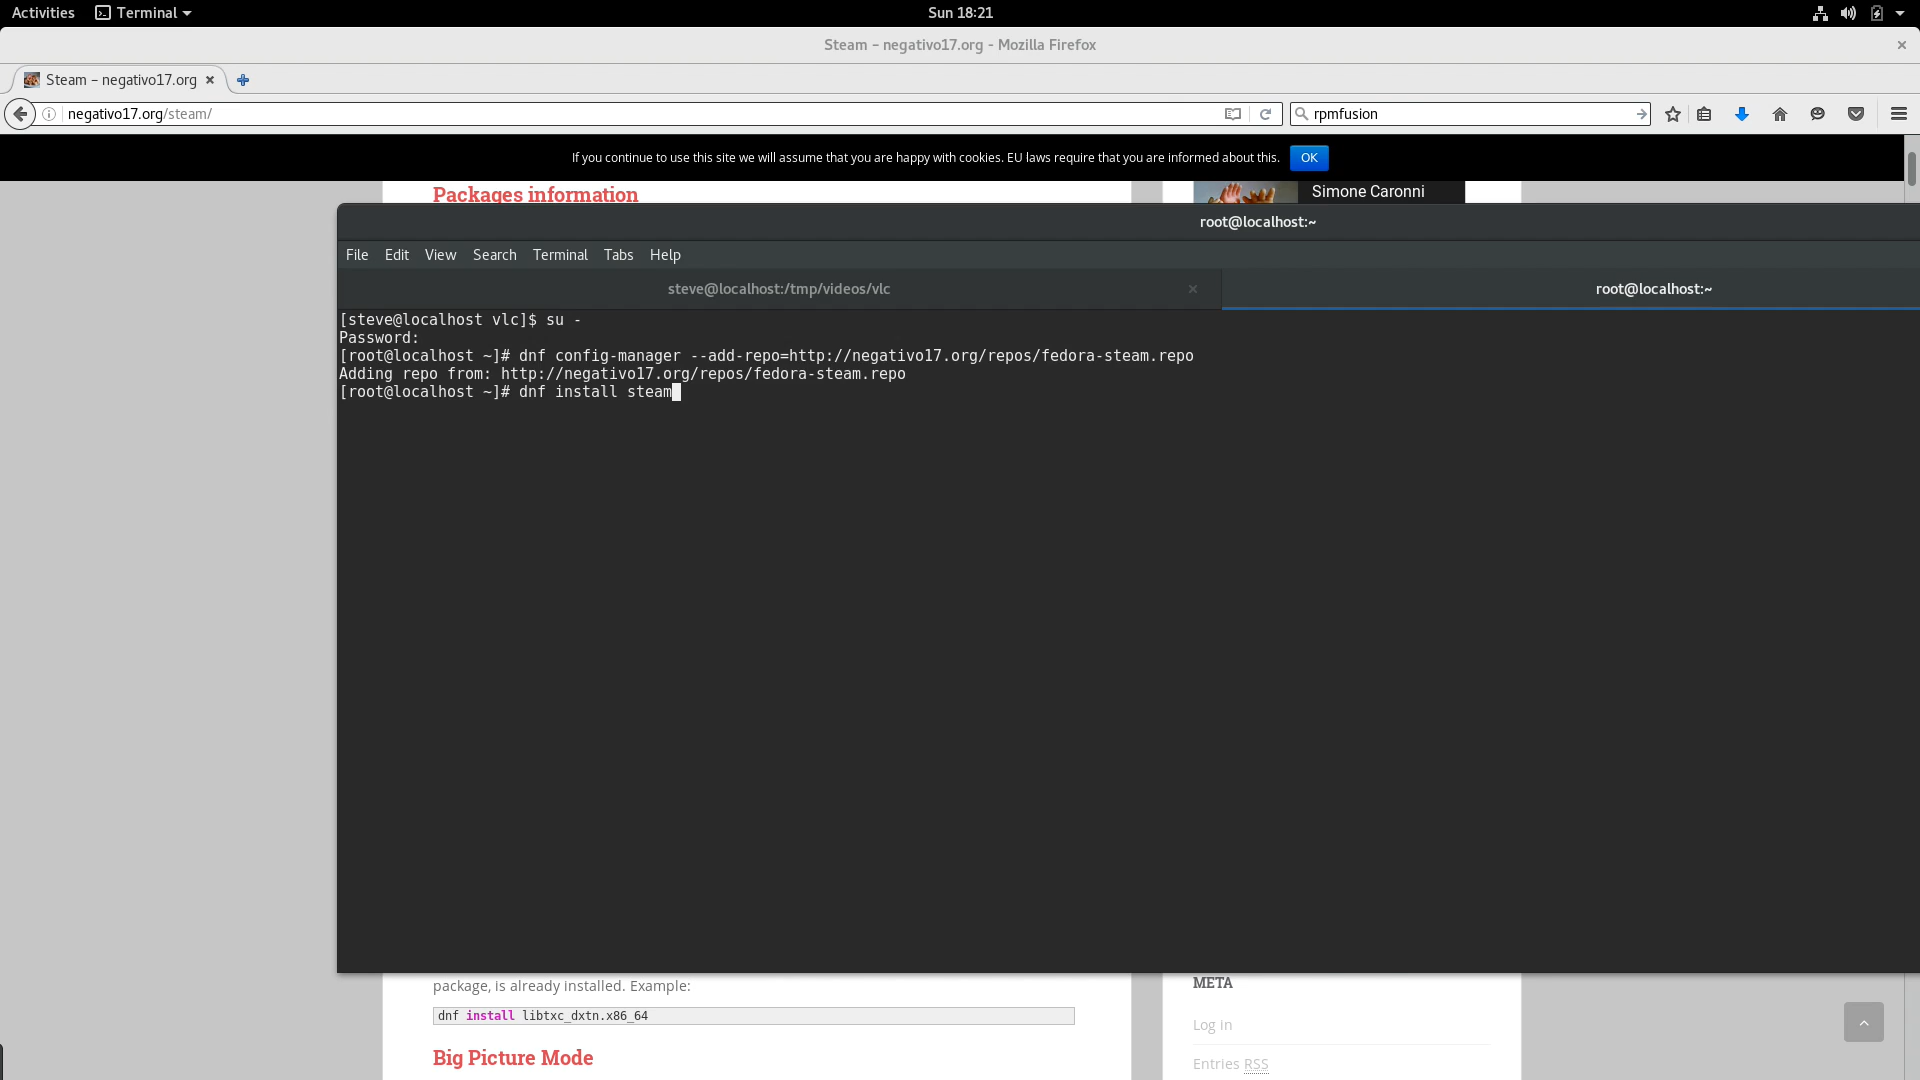 Activities
Terminal
Sun 18:21
Steam – negativo17.org - Mozilla Firefox
Steam – negativo17.org
negativo17.org/steam/
rpmfusion
If you continue to use this site we will assume that you are happy with cookies. EU laws require that you are informed about this.
OK
Packages information
Simone Caronni
root@localhost:~
File Edit View Search Terminal Tabs Help
steve@localhost:/tmp/videos/vlc
root@localhost:~
[steve@localhost vlc]$ su -
Password:
[root@localhost ~]# dnf config-manager --add-repo=http://negativo17.org/repos/fedora-steam.repo
Adding repo from: http://negativo17.org/repos/fedora-steam.repo
[root@localhost ~]# dnf install steam
package, is already installed. Example:
dnf install libtxc_dxtn.x86_64
Big Picture Mode
META
Log in
Entries RSS